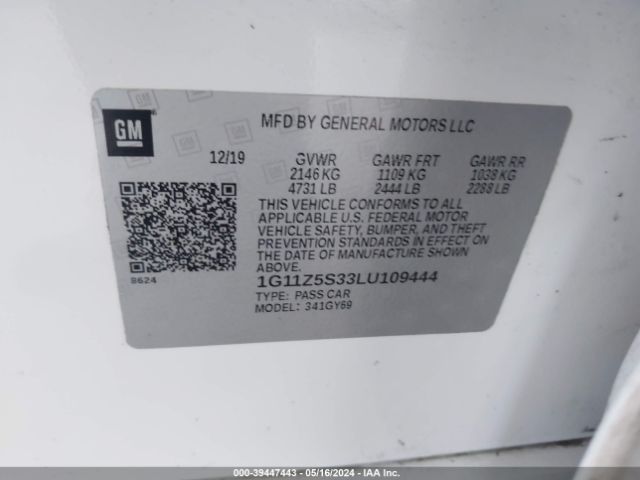 GM
MFD BY GENERAL MOTORS LLC
12/19 GVWR GAWR FRT GAWR RR
2146 KG 1109 KG 1038 KG
4731 LB 2444 LB 2288 LB
THIS VEHICLE CONFORMS TO ALL
APPLICABLE U.S. FEDERAL MOTOR
VEHICLE SAFETY, BUMPER, AND THEFT
PREVENTION STANDARDS IN EFFECT ON
THE DATE OF MANUFACTURE SHOWN
ABOVE.
8624
1G11Z5S33LU109444
TYPE: PASS CAR
MODEL: 341GY69
000-39447443 - 05/16/2024 - IAA Inc.